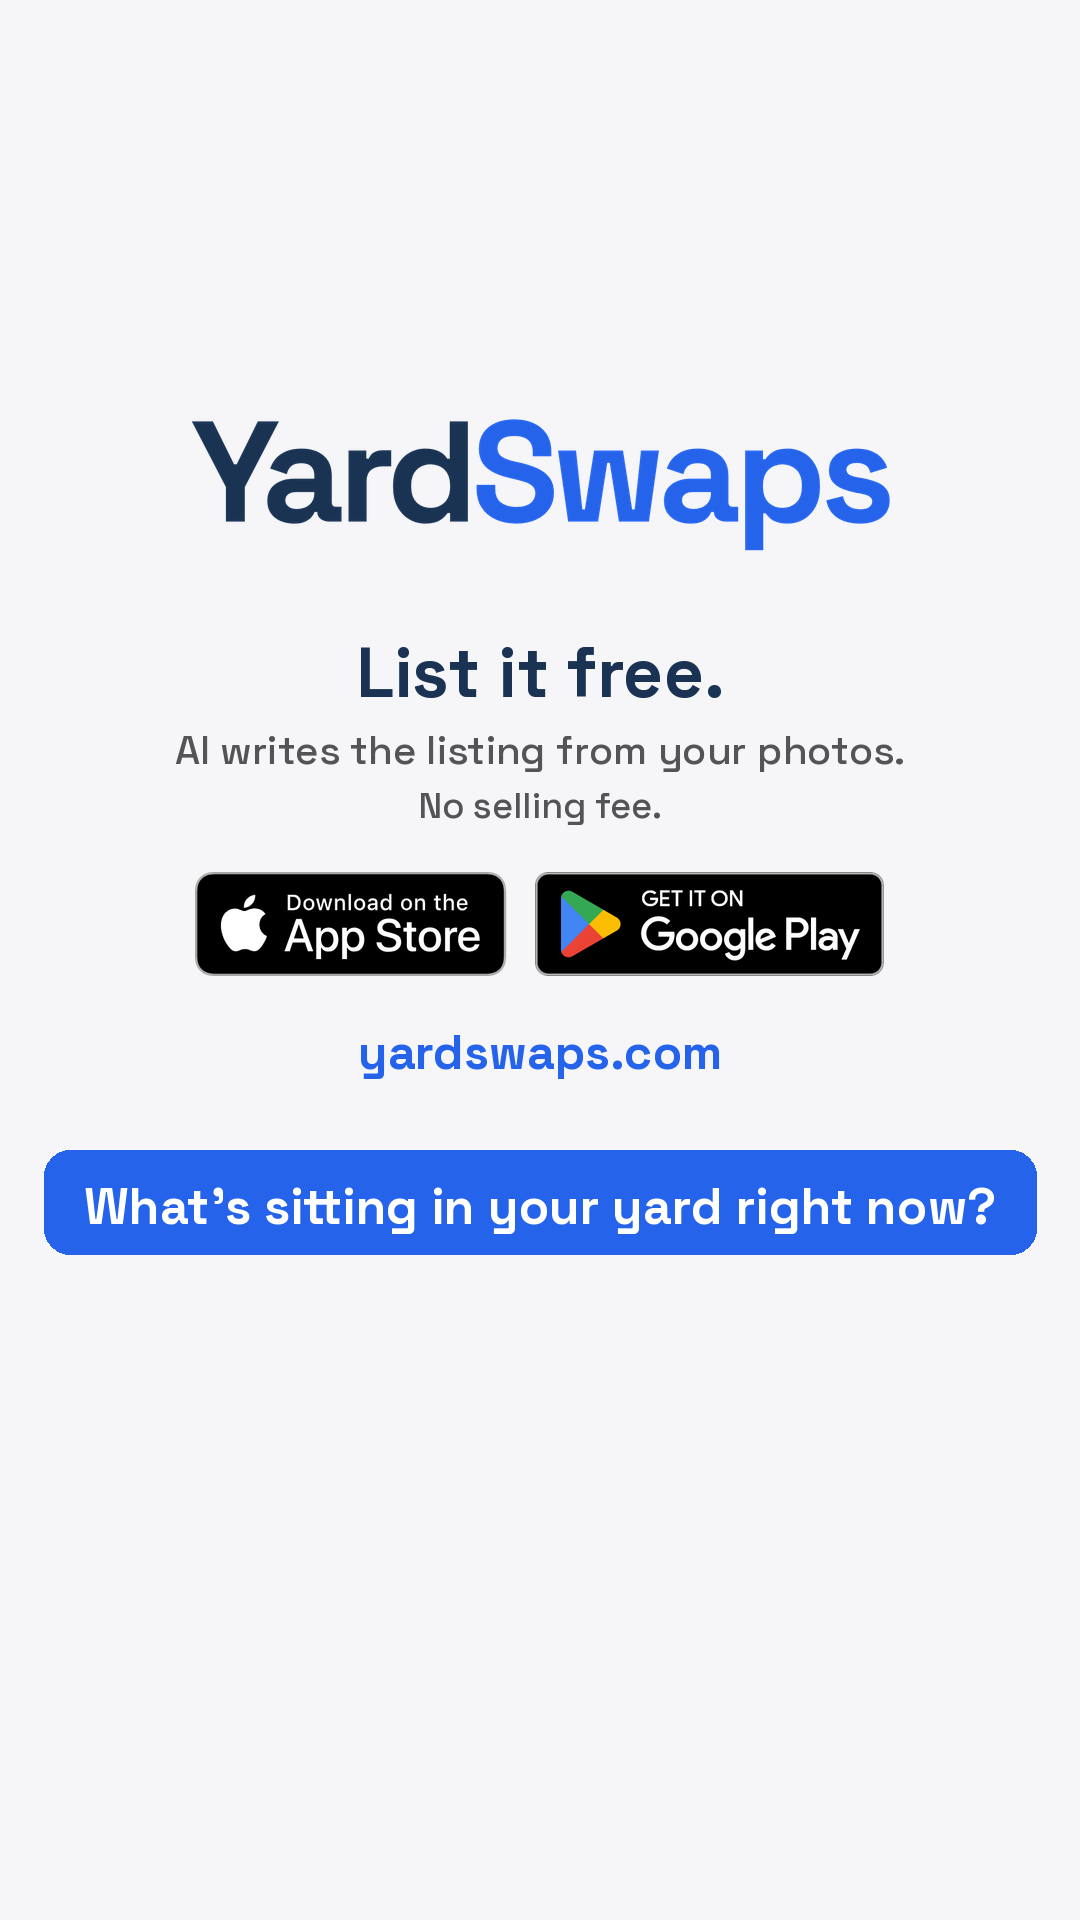 YardSwaps
List it free.
AI writes the listing from your photos.
No selling fee.
Download on the
App Store
GET IT ON
Google Play
yardswaps.com
What’s sitting in your yard right now?